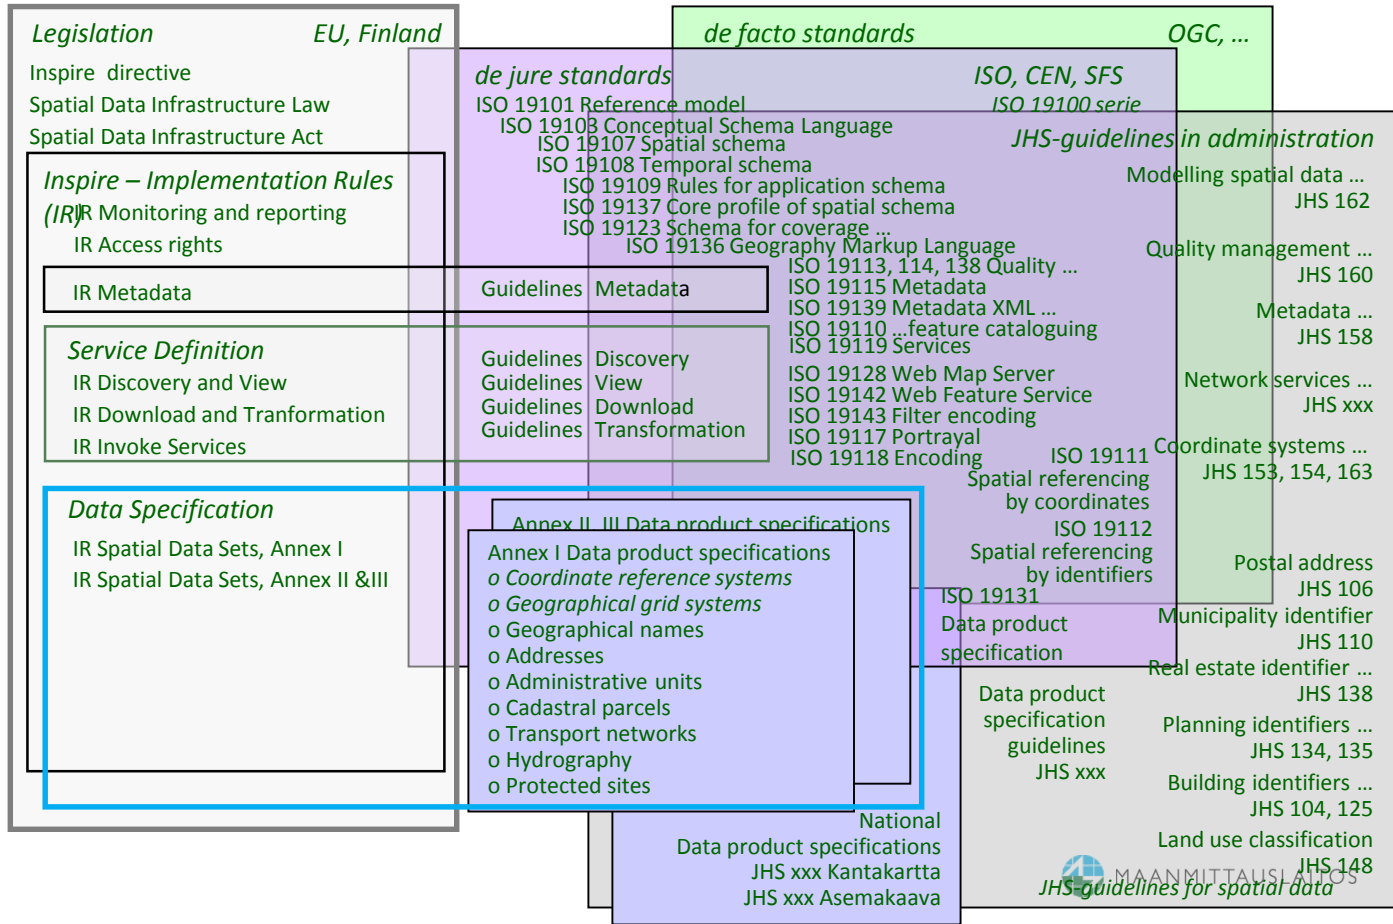 Legislation EU, Finland
Inspire directive
Spatial Data Infrastructure Law
Spatial Data Infrastructure Act
Inspire – Implementation Rules
(IR)
IR Monitoring and reporting
IR Access rights
IR Metadata
Guidelines Metadata
Service Definition
IR Discovery and View
IR Download and Tranformation
IR Invoke Services
Guidelines Discovery
Guidelines View
Guidelines Download
Guidelines Transformation
Data Specification
IR Spatial Data Sets, Annex I
IR Spatial Data Sets, Annex II &III
de facto standards OGC, ...
de jure standards ISO, CEN, SFS
ISO 19100 serie
ISO 19101 Reference model
ISO 19103 Conceptual Schema Language
ISO 19107 Spatial schema
ISO 19108 Temporal schema
ISO 19109 Rules for application schema
ISO 19137 Core profile of spatial schema
ISO 19123 Schema for coverage ...
ISO 19136 Geography Markup Language
ISO 19113, 114, 138 Quality ...
ISO 19115 Metadata
ISO 19139 Metadata XML ...
ISO 19110 ...feature cataloguing
ISO 19119 Services
ISO 19128 Web Map Server
ISO 19142 Web Feature Service
ISO 19143 Filter encoding
ISO 19117 Portrayal
ISO 19118 Encoding
ISO 19111
Spatial referencing
by coordinates
ISO 19112
Spatial referencing
by identifiers
ISO 19131
Data product
specification
Annex II, III Data product specifications
Annex I Data product specifications
o Coordinate reference systems
o Geographical grid systems
o Geographical names
o Addresses
o Administrative units
o Cadastral parcels
o Transport networks
o Hydrography
o Protected sites
National
Data product specifications
JHS xxx Kantakartta
JHS xxx Asemakaava
Data product
specification
guidelines
JHS xxx
JHS-guidelines in administration
Modelling spatial data ...
JHS 162
Quality management ...
JHS 160
Metadata ...
JHS 158
Network services ...
JHS xxx
Coordinate systems ...
JHS 153, 154, 163
Postal address
JHS 106
Municipality identifier
JHS 110
Real estate identifier ...
JHS 138
Planning identifiers ...
JHS 134, 135
Building identifiers ...
JHS 104, 125
Land use classification
JHS 148
MAANMITTAUSLAITOS
JHS-guidelines for spatial data